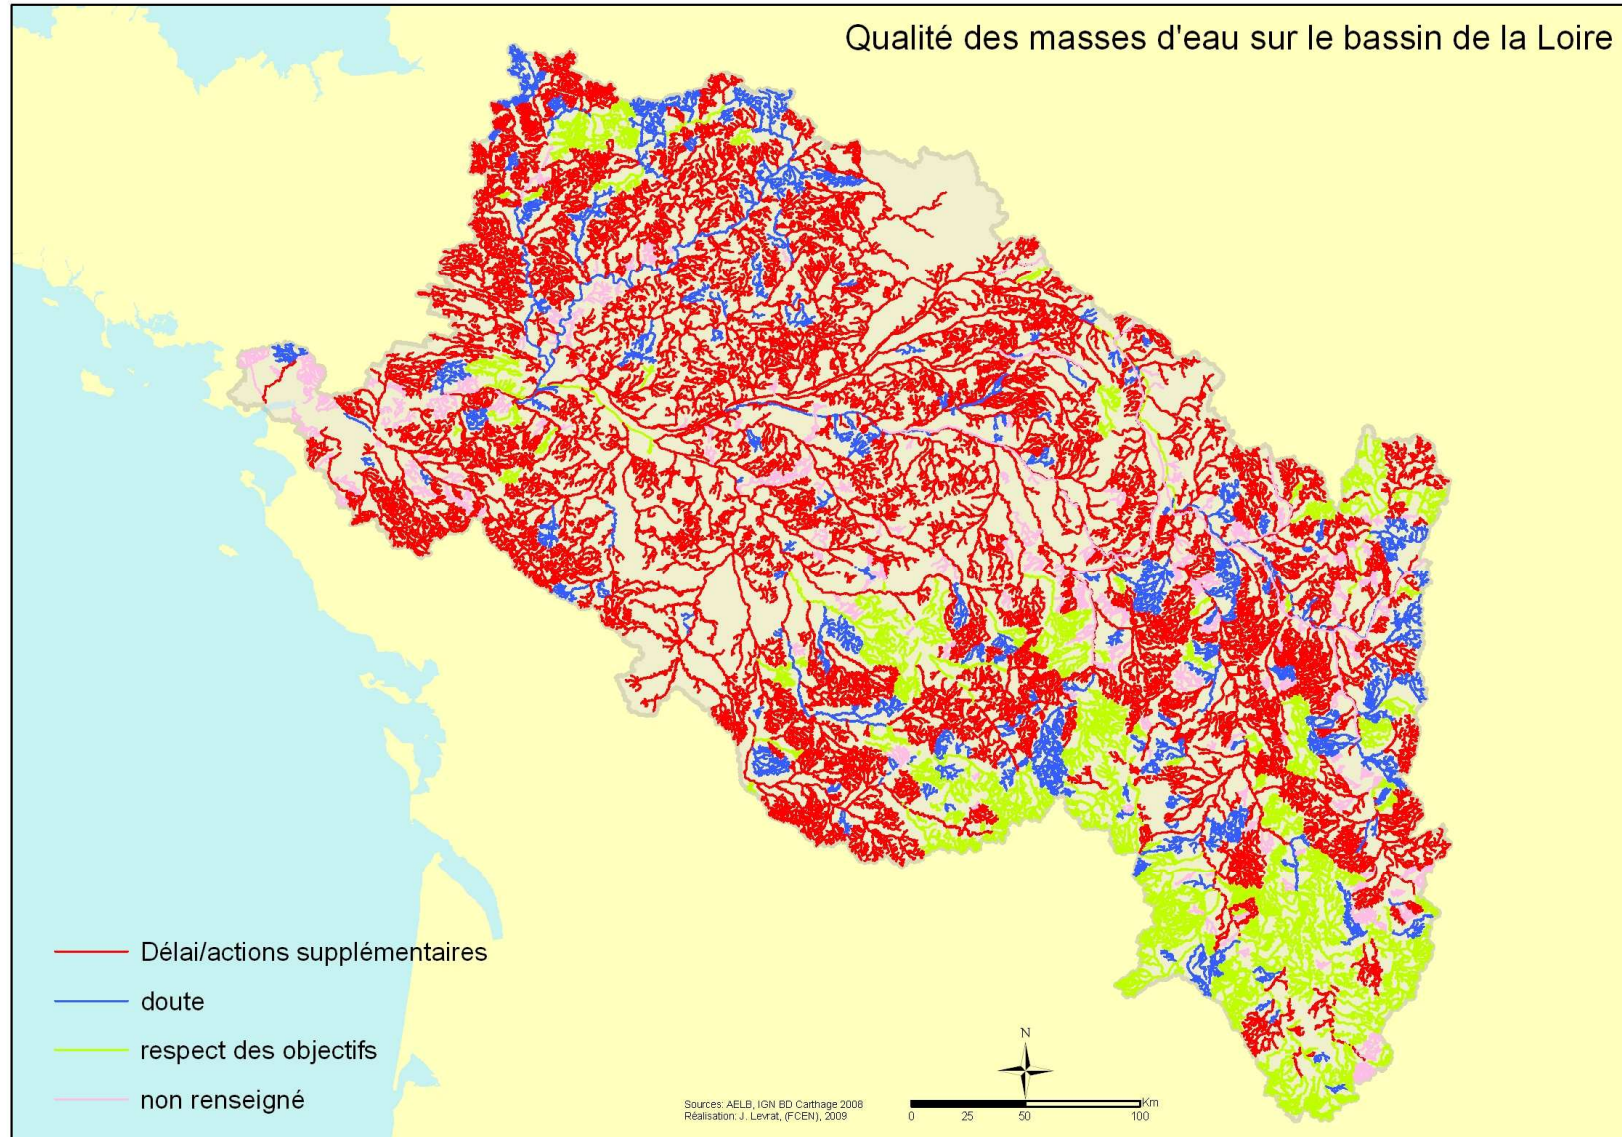 Qualité des masses d'eau sur le bassin de la Loire
Délai/actions supplémentaires
doute
respect des objectifs
non renseigné
Sources: AELB, IGN BD Carthage 2008
Réalisation: J. Levrat, (FCEN), 2009
N
Km
0 25 50 100